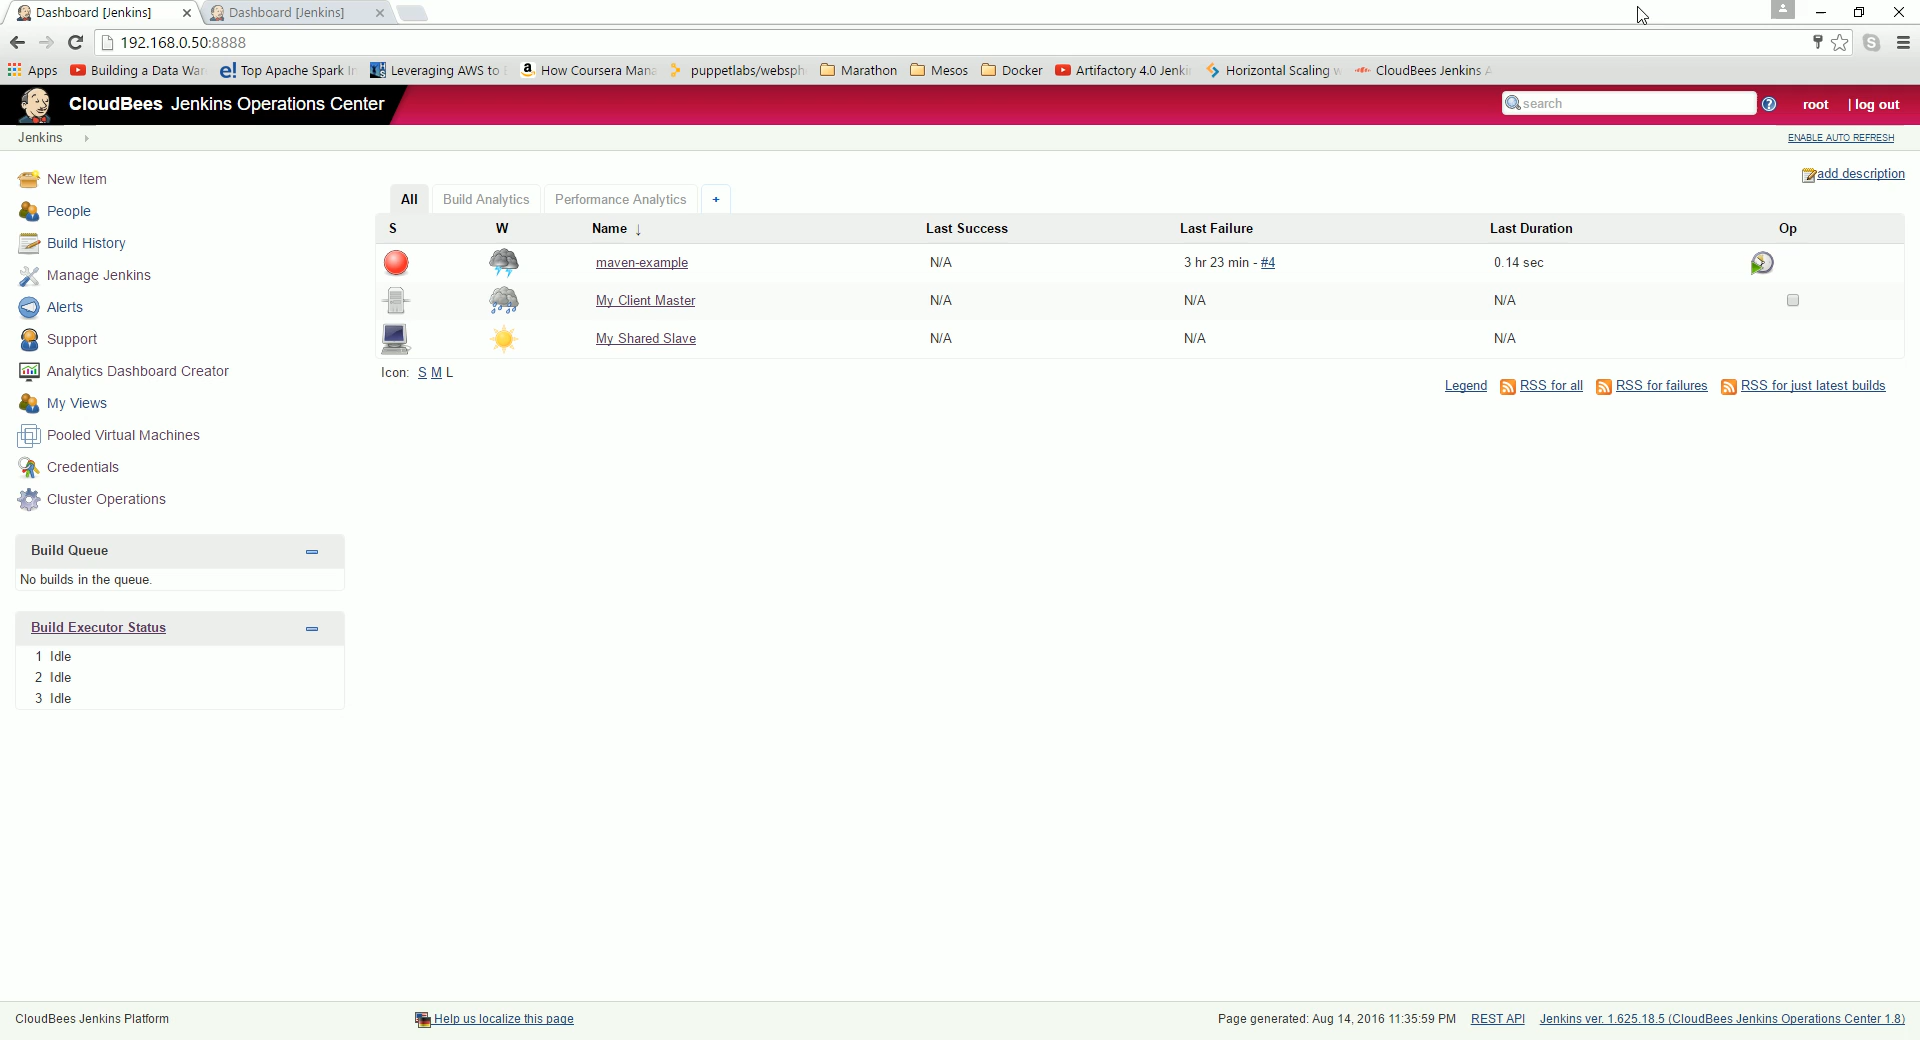 Dashboard [Jenkins]
Dashboard [Jenkins]
192.168.0.50:8888
Apps
Building a Data War
Top Apache Spark
Leveraging AWS to
How Coursera Mana
puppetlabs/websph
Marathon
Mesos
Docker
Artifactory 4.0 Jenki
Horizontal Scaling w
CloudBees Jenkins
CloudBees Jenkins Operations Center
search
root
| log out
Jenkins
ENABLE AUTO REFRESH
add description
New Item
People
Build History
Manage Jenkins
Alerts
Support
Analytics Dashboard Creator
My Views
Pooled Virtual Machines
Credentials
Cluster Operations
Build Queue
No builds in the queue.
Build Executor Status
1 Idle
2 Idle
3 Idle
All Build Analytics Performance Analytics +
S W Name ↓ Last Success Last Failure Last Duration Op
maven-example N/A 3 hr 23 min - #4 0.14 sec
My Client Master N/A N/A N/A
My Shared Slave N/A N/A N/A
Icon: S M L
Legend RSS for all RSS for failures RSS for just latest builds
CloudBees Jenkins Platform
Help us localize this page
Page generated: Aug 14, 2016 11:35:59 PM REST API Jenkins ver. 1.625.18.5 (CloudBees Jenkins Operations Center 1.8)